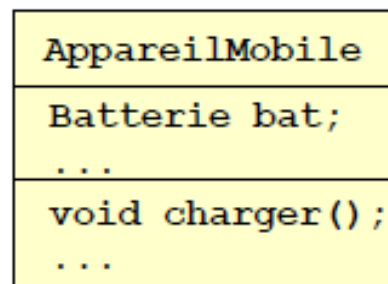 AppareilMobile
Batterie bat;
...
void charger();
...